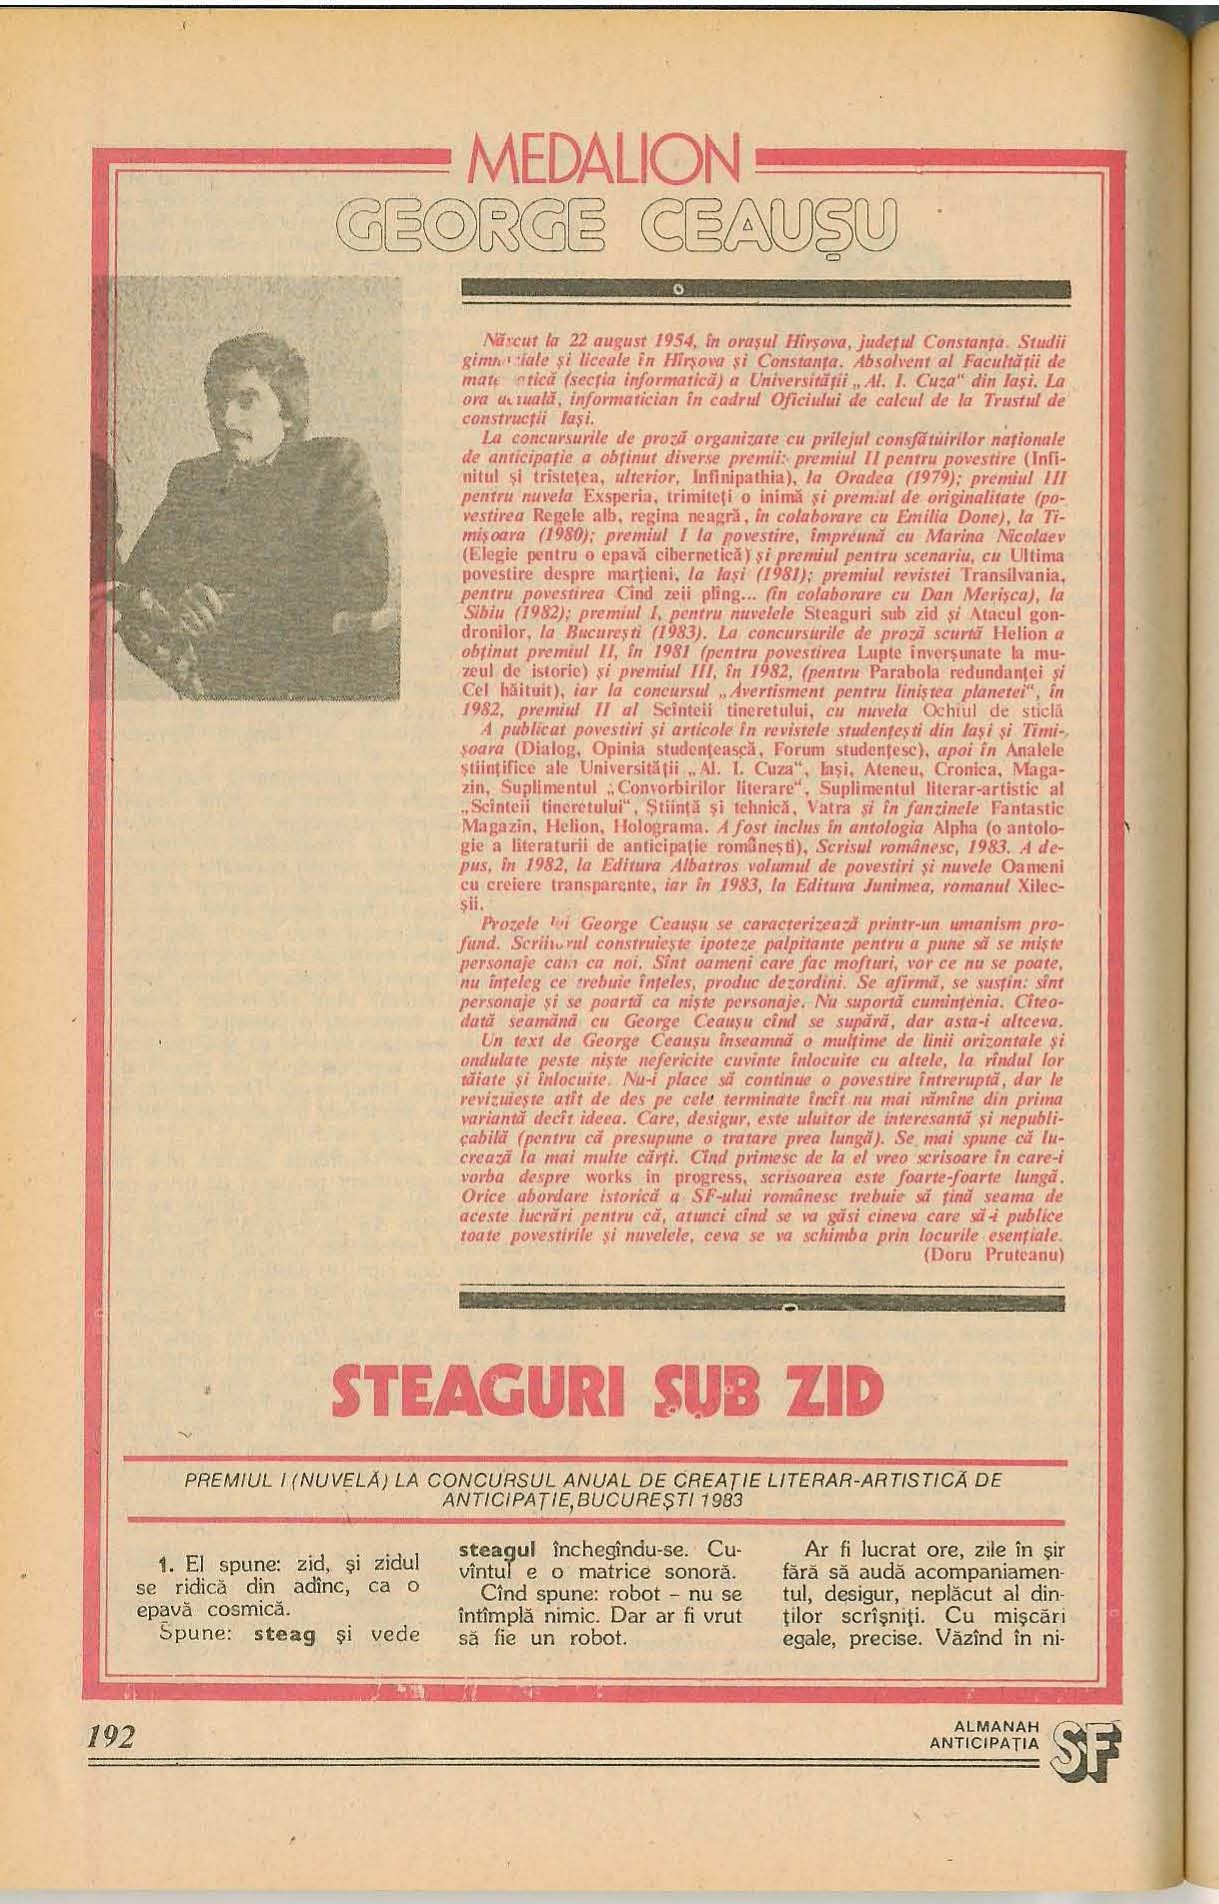 MEDALION
GEORGE CEAUŞU
Născut la 22 august 1954, în oraşul Hîrşova, judeţul Constanţa. Studii
gimnaziale şi liceale în Hîrşova şi Constanţa. Absolvent al Facultăţii de
matematică (secţia informatică) a Universităţii „Al. I. Cuza“ din Iaşi. La
ora actuală, informatician în cadrul Oficiului de calcul de la Trustul de
construcţii Iaşi.
La concursurile de proză organizate cu prilejul consfătuirilor naţionale
de anticipaţie a obţinut diverse premii: premiul II pentru povestire (Infi-
nitul şi tristeţea, ulterior, Infinipathia), la Oradea (1979); premiul III
pentru nuvela Exsperia, trimiteţi o inimă şi premiul de originalitate (po-
vestirea Regele alb, regina neagră, în colaborare cu Emilia Done), la Ti-
mişoara (1980); premiul I la povestire, împreună cu Marina Nicolaev
(Elegie pentru o epavă cibernetică) şi premiul pentru scenariu, cu Ultima
povestire despre marţieni, la Iaşi (1981); premiul revistei Transilvania,
pentru povestirea Cînd zeii plîng... (în colaborare cu Dan Merişca), la
Sibiu (1982); premiul I, pentru nuvelele Steaguri sub zid şi Atacul gon-
dronilor, la Bucureşti (1983). La concursurile de proză scurtă Helion a
obţinut premiul II, în 1981 (pentru povestirea Lupte înverşunate la mu-
zeul de istorie) şi premiul III, în 1982, (pentru Parabola redundanţei şi
Cel hăituit), iar la concursul „Avertisment pentru liniştea planetei“, în
1982, premiul II al Scînteii tineretului, cu nuvela Ochiul de sticlă
A publicat povestiri şi articole în revistele studenţeşti din Iaşi şi Timi-
şoara (Dialog, Opinia studenţească, Forum studenţesc), apoi în Analele
ştiinţifice ale Universităţii „Al. I. Cuza“, Iaşi, Ateneu, Cronica, Maga-
zin, Suplimentul „Convorbirilor literare“, Suplimentul literar-artistic al
„Scînteii tineretului“, Ştiinţă şi tehnică, Vatra şi în fanzinele Fantastic
Magazin, Helion, Holograma. A fost inclus în antologia Alpha (o antolo-
gie a literaturii de anticipaţie româneşti), Scrisul românesc, 1983. A de-
pus, în 1982, la Editura Albatros volumul de povestiri şi nuvele Oameni
cu creiere transparente, iar în 1983, la Editura Junimea, romanul Xilec-
şii.
Prozele lui George Ceauşu se caracterizează printr-un umanism pro-
fund. Scriitorul construieşte ipoteze palpitante pentru a pune să se mişte
personaje cam ca noi. Sînt oameni care fac mofturi, vor ce nu se poate,
nu înţeleg ce trebuie înţeles, produc dezordini. Se afirmă, se susţin: sînt
personaje şi se poartă ca nişte personaje. Nu suportă cuminţenia. Cîteo-
dată seamănă cu George Ceauşu cînd se supără, dar asta-i altceva.
Un text de George Ceauşu înseamnă o mulţime de linii orizontale şi
ondulate peste nişte nefericite cuvinte înlocuite cu altele, la rîndul lor
tăiate şi înlocuite. Nu-i place să continue o povestire întreruptă, dar le
revizuieşte atît de des pe cele terminate încît nu mai rămîne din prima
variantă decît ideea. Care, desigur, este uluitor de interesantă şi nepubli-
cabilă (pentru că presupune o tratare prea lungă). Se mai spune că lu-
crează la mai multe cărţi. Cînd primesc de la el vreo scrisoare în care-i
vorba despre works in progress, scrisoarea este foarte-foarte lungă.
Orice abordare istorică a SF-ului românesc trebuie să ţină seama de
aceste lucrări pentru că, atunci cînd se va găsi cineva care să-i publice
toate povestirile şi nuvelele, ceva se va schimba prin locurile esenţiale.
(Doru Pruteanu)
STEAGURI SUB ZID
PREMIUL I (NUVELĂ) LA CONCURSUL ANUAL DE CREAŢIE LITERAR-ARTISTICĂ DE
ANTICIPAŢIE, BUCUREŞTI 1983
1. El spune: zid, şi zidul
se ridică din adînc, ca o
epavă cosmică.
Spune: steag şi vede
steagul închegîndu-se. Cu-
vîntul e o matrice sonoră.
Cînd spune: robot – nu se
întîmplă nimic. Dar ar fi vrut
să fie un robot.
Ar fi lucrat ore, zile în şir
fără să audă acompaniamen-
tul, desigur, neplăcut al din-
ţilor scrîşniţi. Cu mişcări
egale, precise. Văzînd în ni-
192
ALMANAH
ANTICIPAŢIA
SF